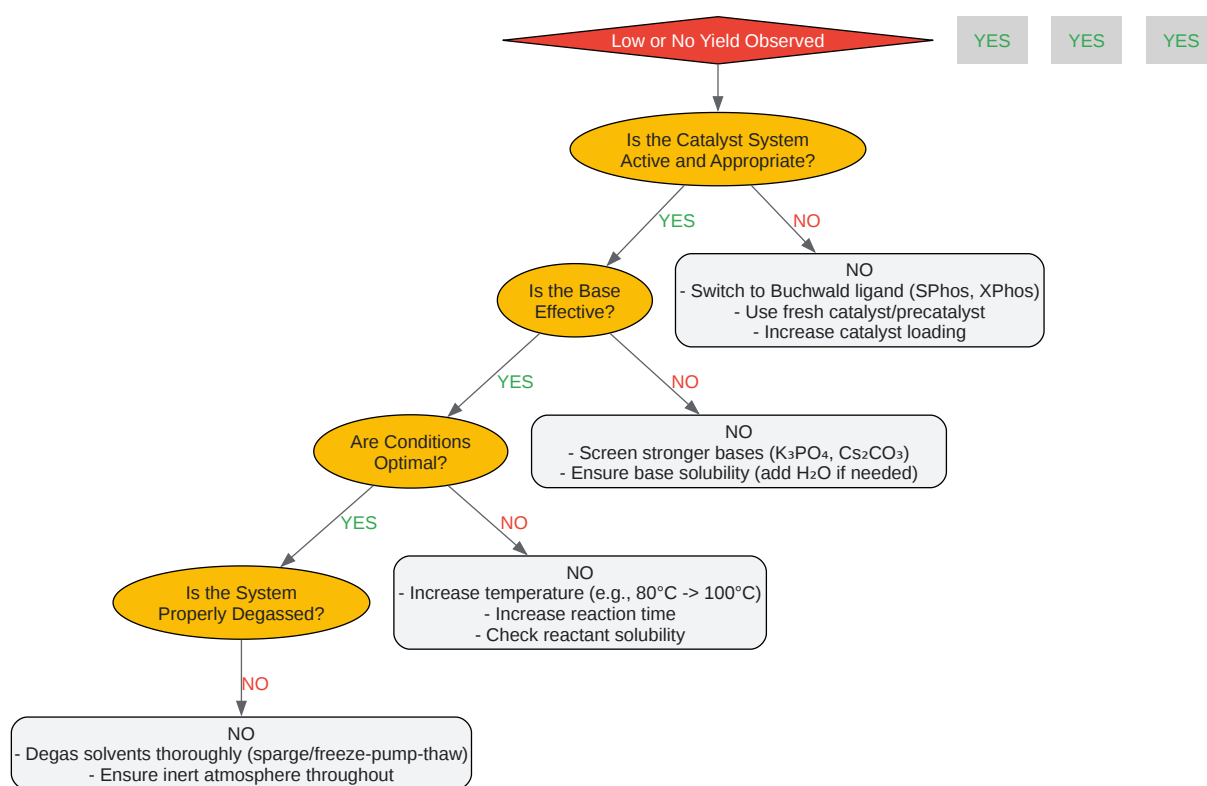 Low or No Yield Observed
YES
YES
YES
Is the Catalyst System
Active and Appropriate?
YES
NO
NO
- Switch to Buchwald ligand (SPhos, XPhos)
- Use fresh catalyst/precatalyst
- Increase catalyst loading
Is the Base
Effective?
YES
NO
NO
- Screen stronger bases (K₃PO₄, Cs₂CO₃)
- Ensure base solubility (add H₂O if needed)
Are Conditions
Optimal?
YES
NO
NO
- Increase temperature (e.g., 80°C -> 100°C)
- Increase reaction time
- Check reactant solubility
Is the System
Properly Degassed?
NO
NO
- Degas solvents thoroughly (sparge/freeze-pump-thaw)
- Ensure inert atmosphere throughout